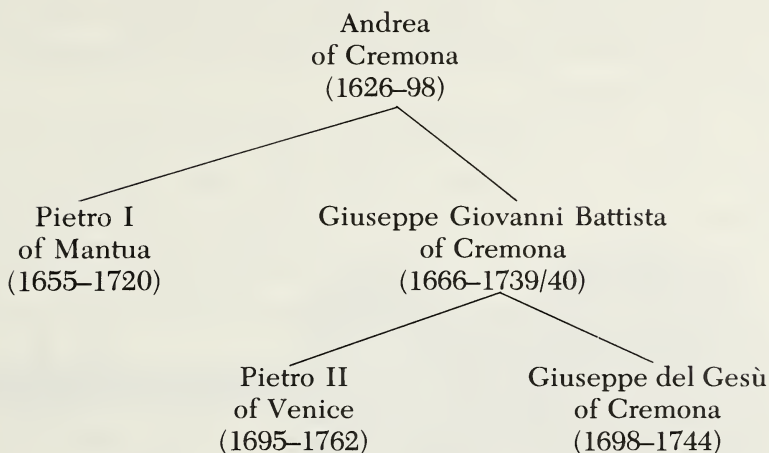 Andrea
of Cremona
(1626–98)
Pietro I
of Mantua
(1655–1720)
Giuseppe Giovanni Battista
of Cremona
(1666–1739/40)
Pietro II
of Venice
(1695–1762)
Giuseppe del Gesù
of Cremona
(1698–1744)